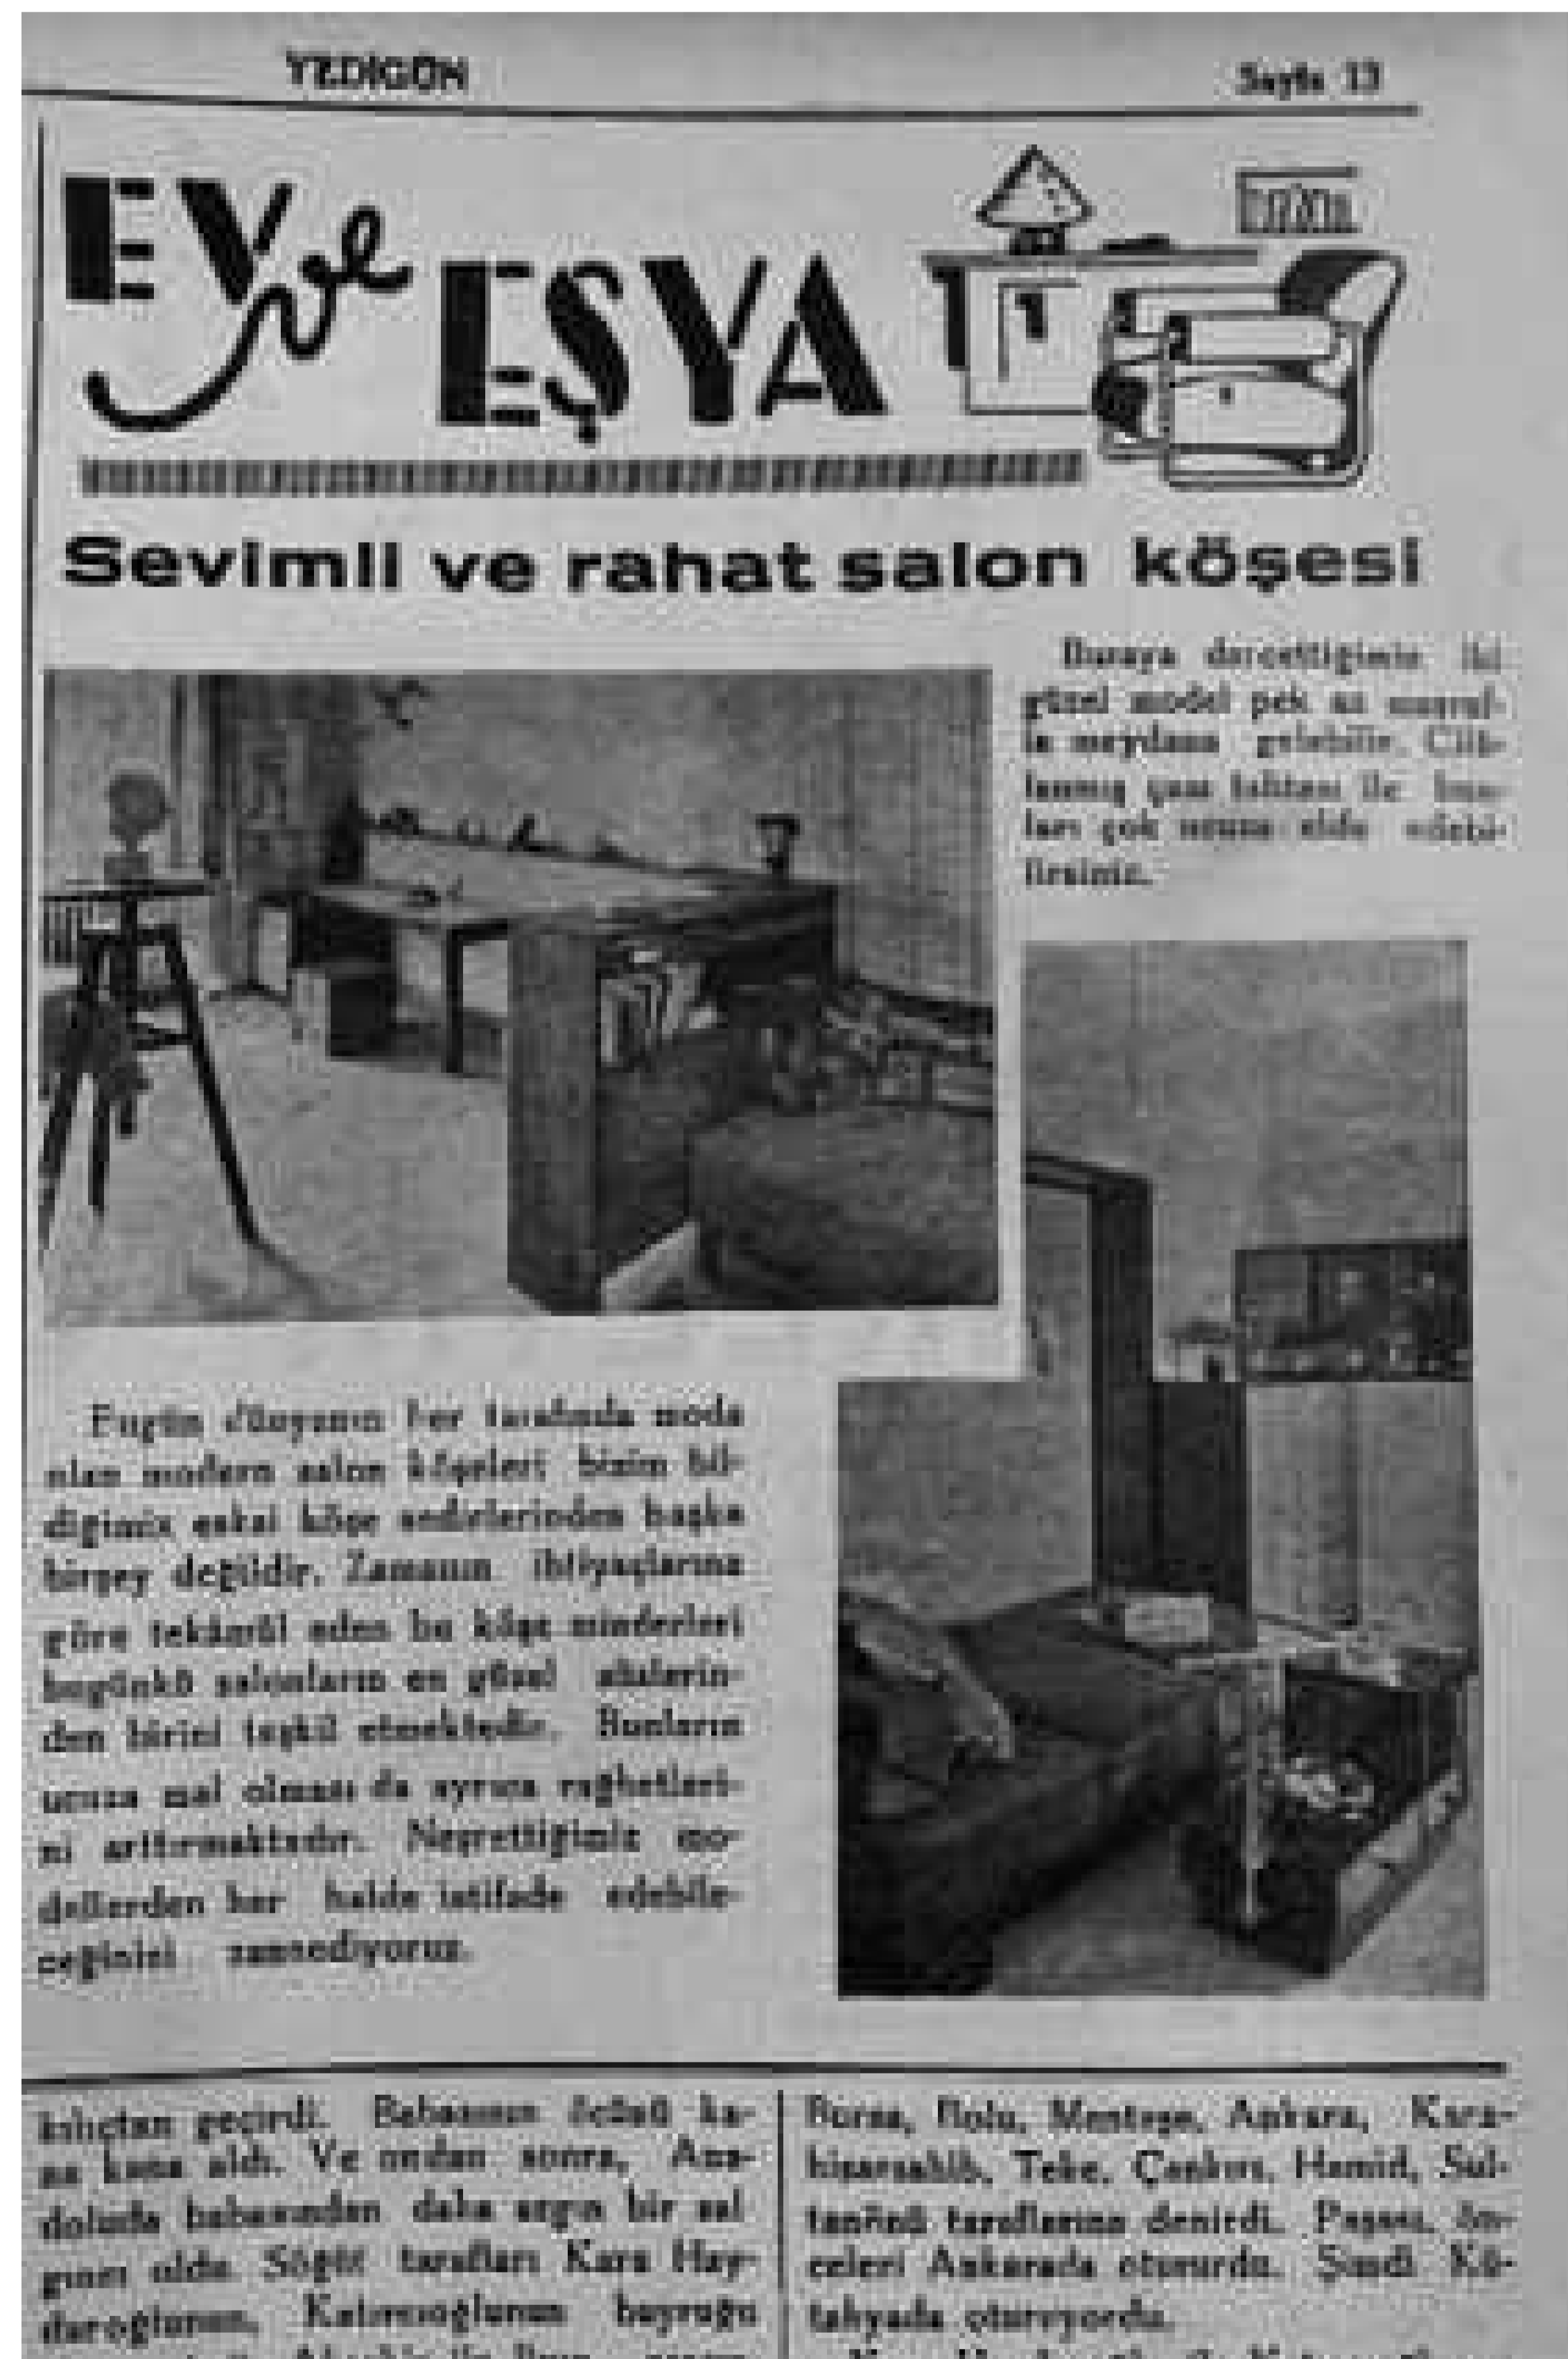 YEDİGÜN
Sayfa 13
EV ve EŞYA
Sevimli ve rahat salon köşesi
Buraya dercettiğimiz iki
güzel model pek az masraf-
la meydana gelebilir. Cilâ-
lanmış çam tahtası ile bun-
ları çok ucuza elde edebi-
lirsiniz.
Bugün dünyanın her tarafında moda
olan modern salon köşeleri bizim bil-
diğimiz eski köşe sedirlerinden başka
birşey değildir. Zamanın ihtiyaçlarına
göre tekâmül eden bu köşe minderleri
bugünkü salonların en güzel süslerin-
den birini teşkil etmektedir. Bunların
ucuza mal olması da ayrıca rağbetleri-
ni arttırmaktadır. Neşrettiğimiz mo-
dellerden her halde istifade edebile-
ceğinizi zannediyoruz.
kılıçtan geçirdi. Babasının öcünü ka-
na kana aldı. Ve ondan sonra, Ana-
doluda babasından daha azgın bir sal
gını oldu. Söğüt tarafları Kara Hay-
daroğlunun, Katırcıoğlunun buyruğu
Bursa, Bolu, Menteşe, Ankara, Kara-
hisarsahib, Teke, Çankırı, Hamid, Sul-
tanönü taraflarına denirdi. Paşası, ön-
celeri Ankarada otururdu. Şimdi Kü-
tahyada oturuyordu.